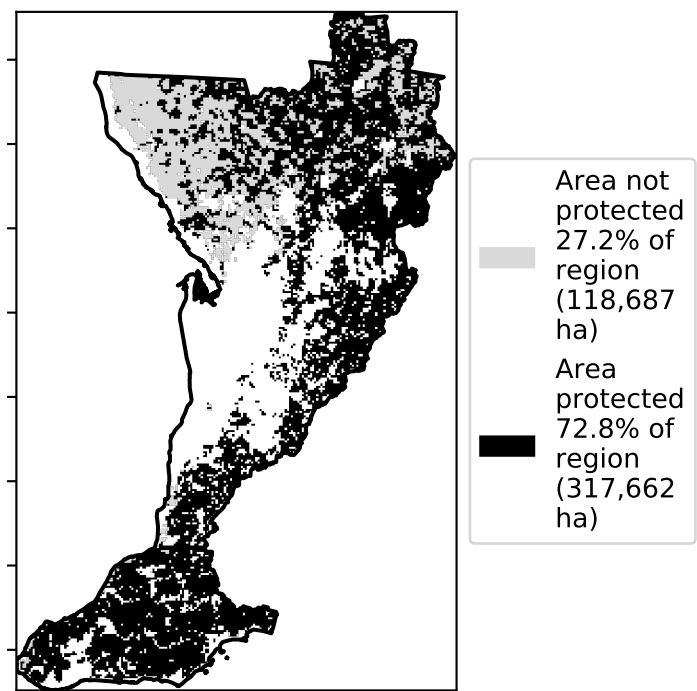 Area not
protected
27.2% of
region
(118,687
ha)
Area
protected
72.8% of
region
(317,662
ha)